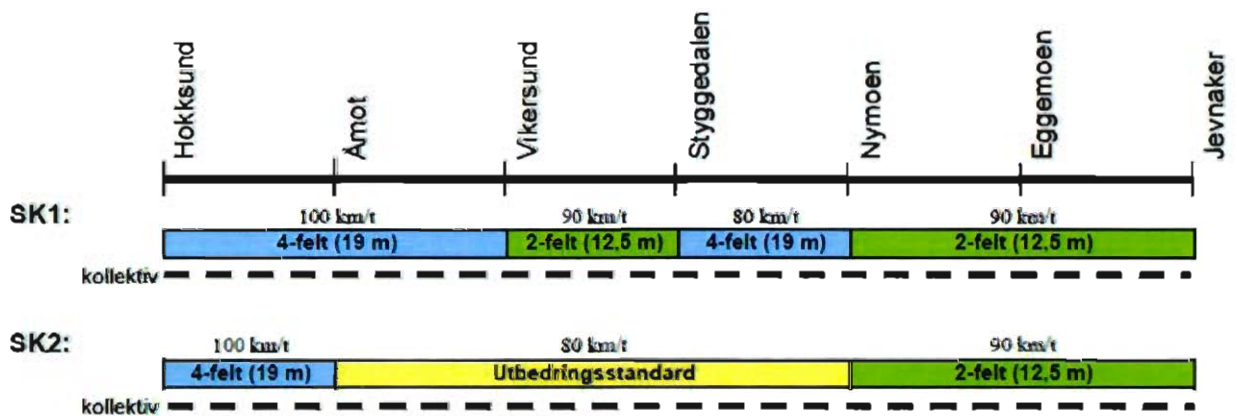 Hokksund Åmot Vikersund Styggedalen Nymoen Eggemoen Jevnaker
SK1: 100 km/t 90 km/t 80 km/t 90 km/t
4-felt (19 m) 2-felt (12,5 m) 4-felt (19 m) 2-felt (12,5 m)
kollektiv
SK2: 100 km/t 80 km/t 90 km/t
4-felt (19 m) Utbedringsstandard 2-felt (12,5 m)
kollektiv